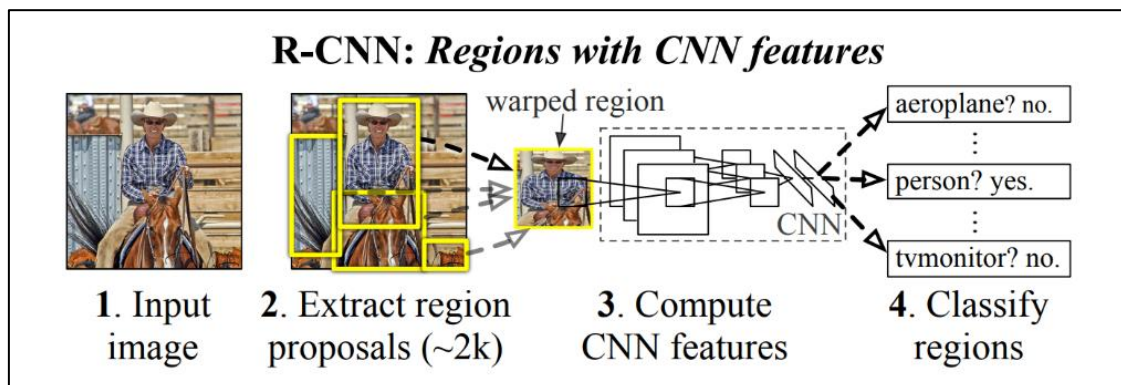 R-CNN: Regions with CNN features
warped region
aeroplane? no.
⋮
person? yes.
⋮
tvmonitor? no.
CNN
1. Input
image
2. Extract region
proposals (~2k)
3. Compute
CNN features
4. Classify
regions